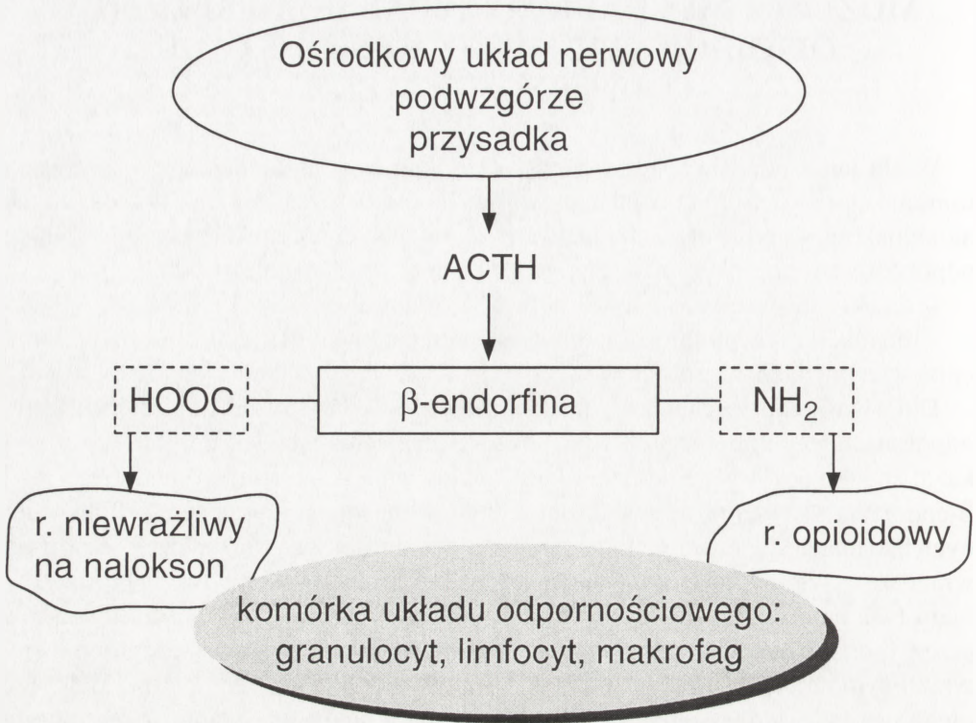 Ośrodkowy układ nerwowy
podwzgórze
przysadka
ACTH
HOOC
β-endorfina
NH₂
r. niewrażliwy
na nalokson
r. opioidowy
komórka układu odpornościowego:
granulocyt, limfocyt, makrofag